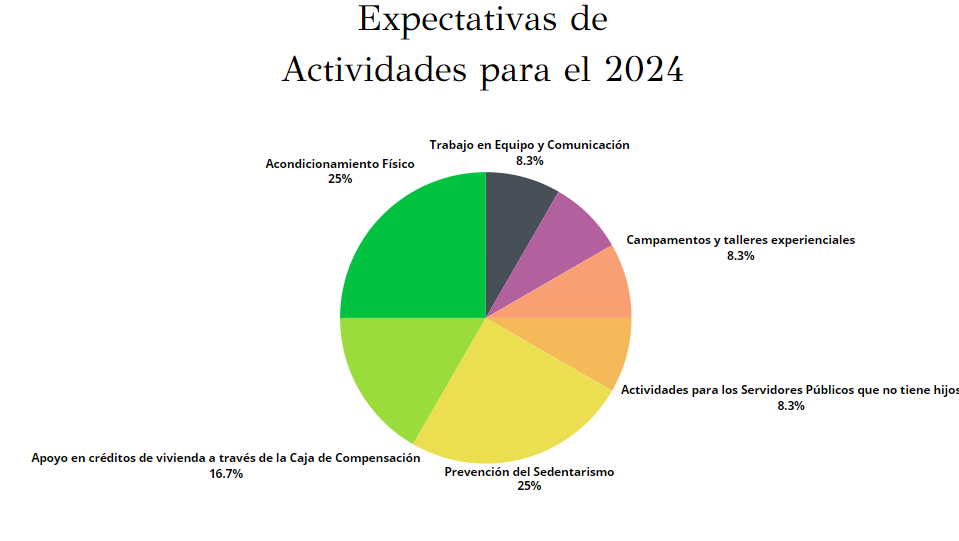 Expectativas de
Actividades para el 2024
Trabajo en Equipo y Comunicación
8.3%
Acondicionamiento Físico
25%
Campamentos y talleres experienciales
8.3%
Actividades para los Servidores Públicos que no tiene hijos
8.3%
Apoyo en créditos de vivienda a través de la Caja de Compensación
16.7%
Prevención del Sedentarismo
25%